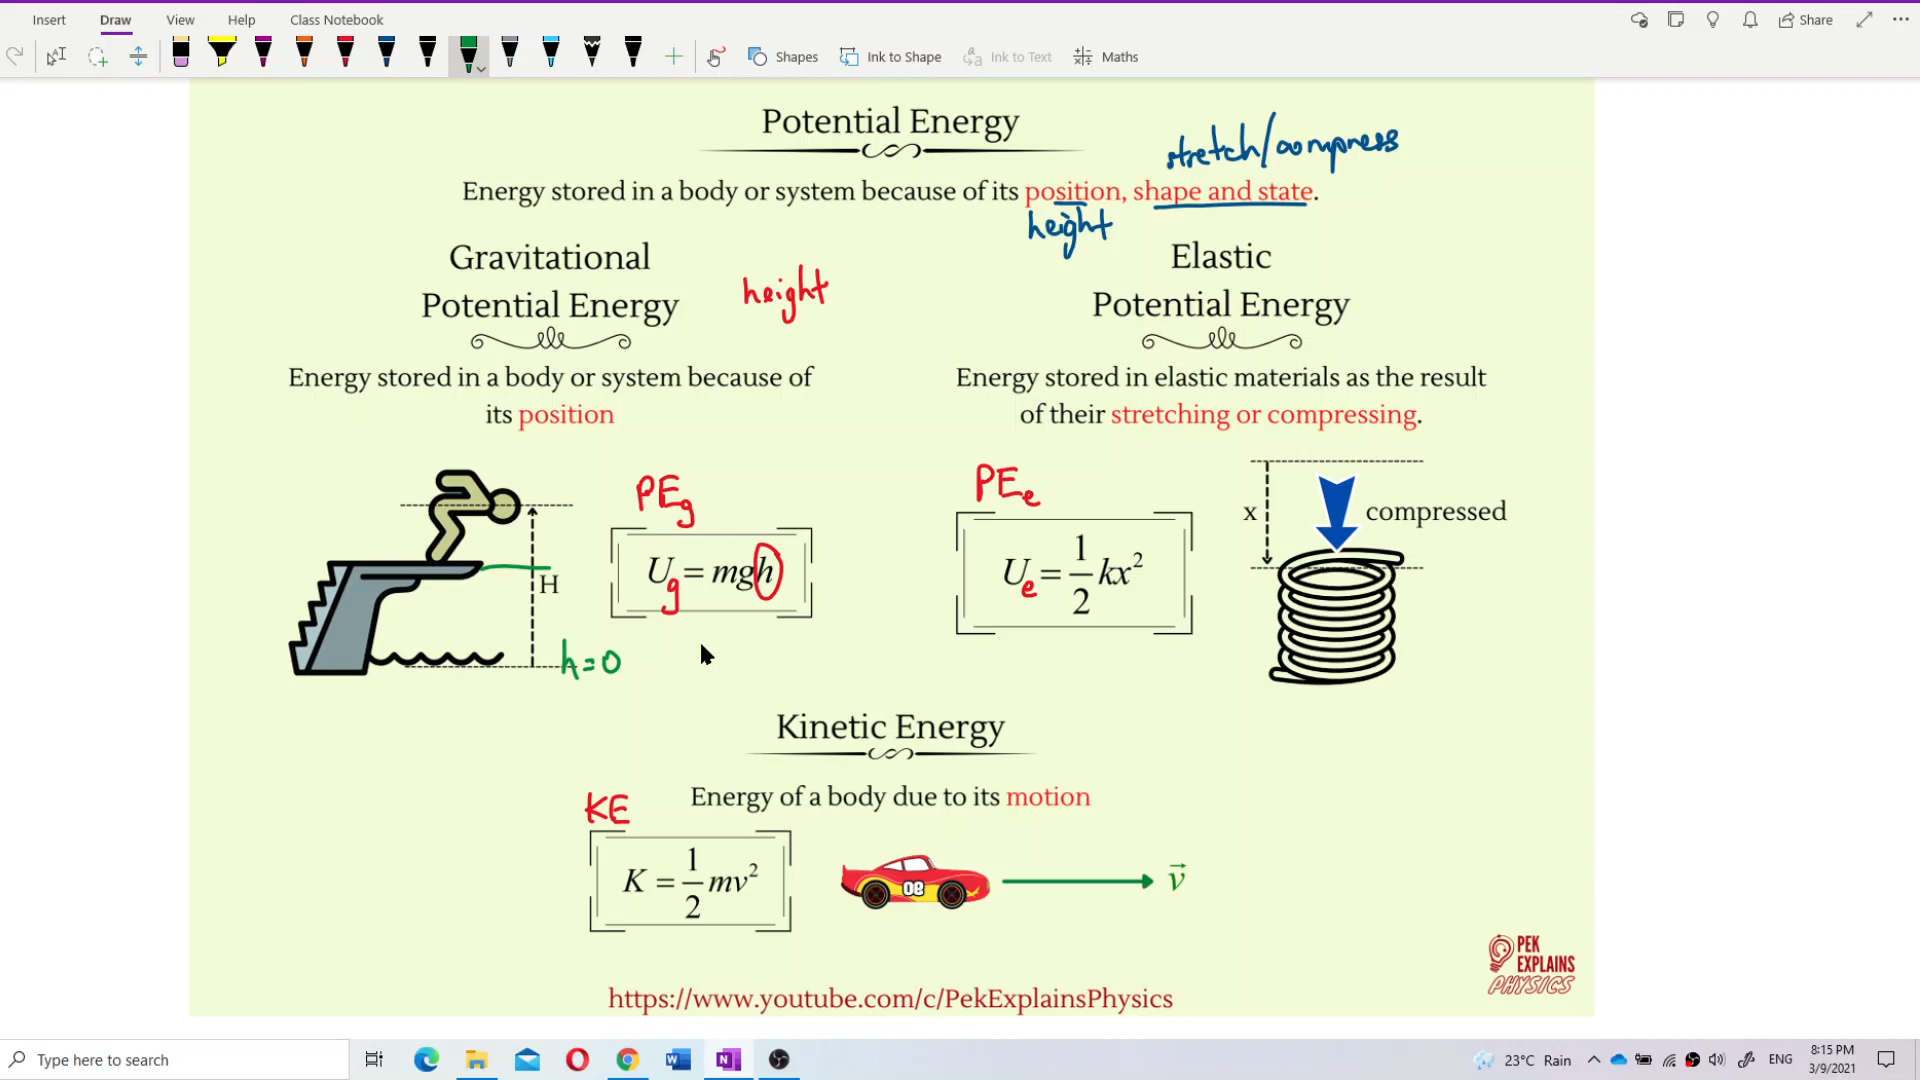 Insert Draw View Help Class Notebook Share
Shapes Ink to Shape Ink to Text Maths
Potential Energy
stretch/compress
Energy stored in a body or system because of its position, shape and state.
height
Gravitational
Potential Energy
height
Elastic
Potential Energy
Energy stored in a body or system because of
its position
Energy stored in elastic materials as the result
of their stretching or compressing.
PEg
Ug = mgh
H
h=0
PEe
Ue = 1/2 kx²
x
compressed
Kinetic Energy
Energy of a body due to its motion
KE
K = 1/2 mv²
v⃗
PEK
EXPLAINS
PHYSICS
https://www.youtube.com/c/PekExplainsPhysics
Type here to search
23°C Rain
ENG
8:15 PM
3/9/2021